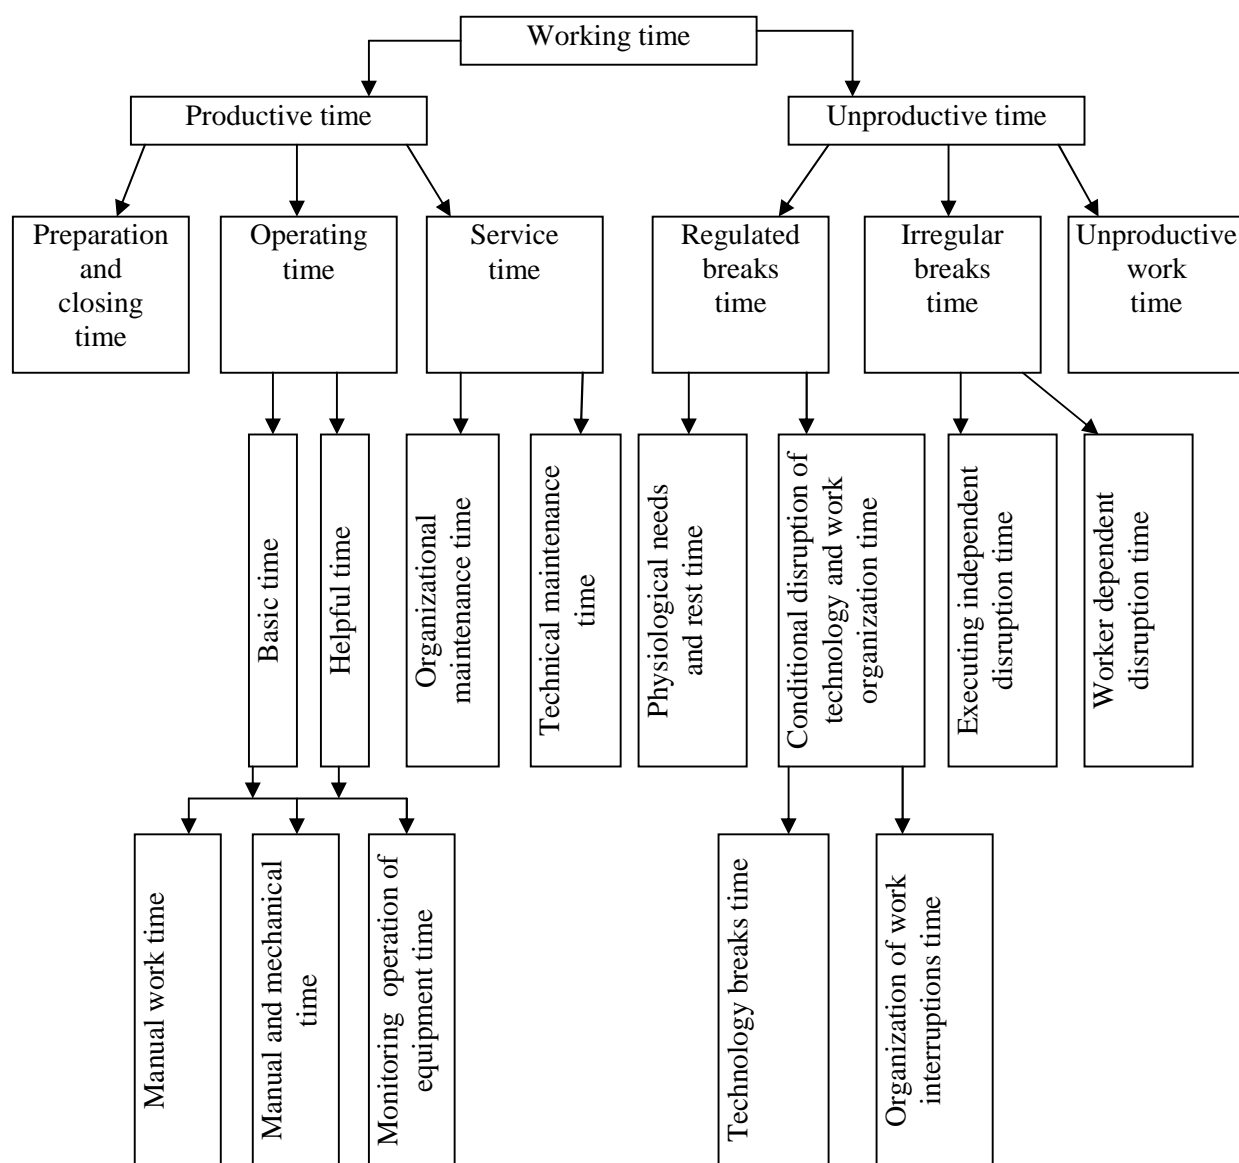 Working time
Productive time
Unproductive time
Preparation
and
closing
time
Operating
time
Service
time
Regulated
breaks
time
Irregular
breaks
time
Unproductive
work
time
Basic time
Helpful time
Organizational
maintenance time
Technical maintenance
time
Physiological needs
and rest time
Conditional disruption of
technology and work
organization time
Executing independent
disruption time
Worker dependent
disruption time
Manual work time
Manual and mechanical
time
Monitoring operation of
equipment time
Technology breaks time
Organization of work
interruptions time